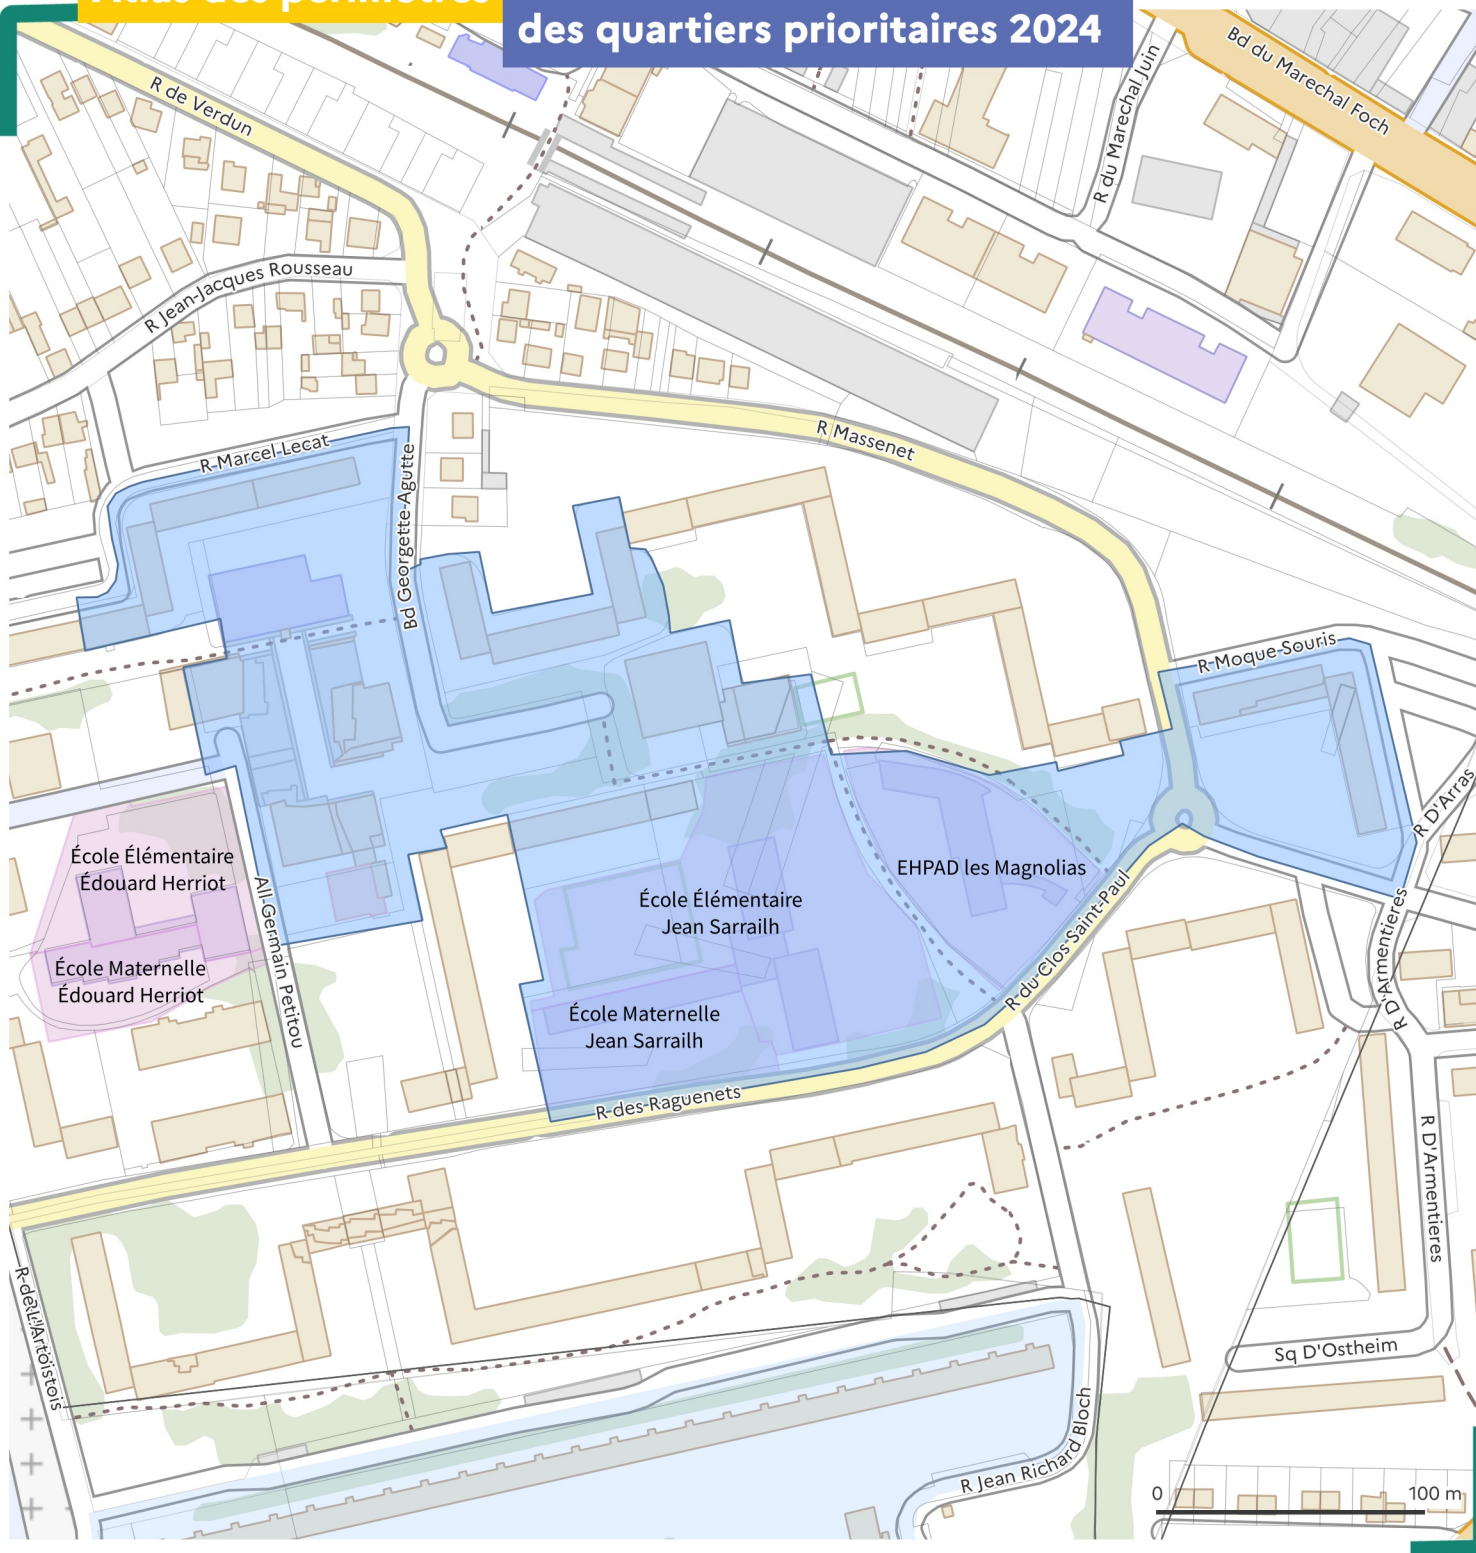 Atlas des périmètres
des quartiers prioritaires 2024
Bd du Marechal Foch
R du Marechal Juin
R de Verdun
R Jean-Jacques Rousseau
R Massenet
R Marcel Lecat
Bd Georgette Agutte
R Moque Souris
R D'Arras
École Élémentaire
Édouard Herriot
EHPAD les Magnolias
École Élémentaire
Jean Sarrailh
École Maternelle
Édouard Herriot
All Germain Petitou
R du Clos Saint-Paul
R D'Armentieres
École Maternelle
Jean Sarrailh
R des Raguenets
R D'Armentieres
Sq D'Ostheim
R Jean Richard Bloch
0
100 m